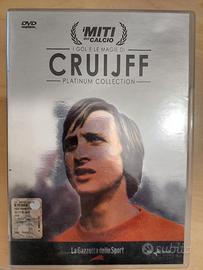 DVD
I MITI
DEL CALCIO
I GOL E LE MAGIE DI
CRUIJFF
PLATINUM COLLECTION
La Gazzetta dello Sport
subito